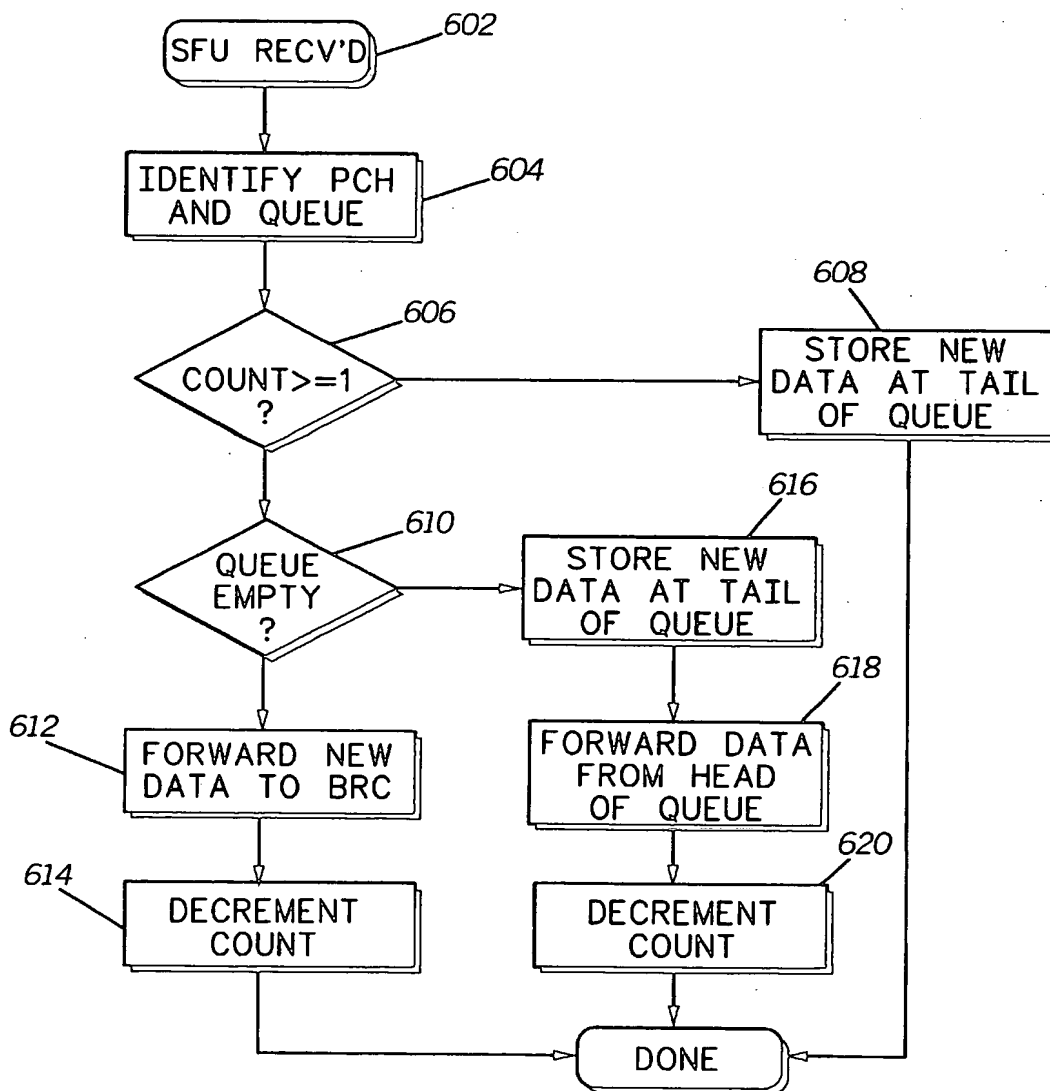 SFU RECV'D
602
IDENTIFY PCH
AND QUEUE
604
COUNT>=1
?
606
608
STORE NEW
DATA AT TAIL
OF QUEUE
QUEUE
EMPTY
?
610
616
STORE NEW
DATA AT TAIL
OF QUEUE
612
FORWARD NEW
DATA TO BRC
618
FORWARD DATA
FROM HEAD
OF QUEUE
614
DECREMENT
COUNT
620
DECREMENT
COUNT
DONE